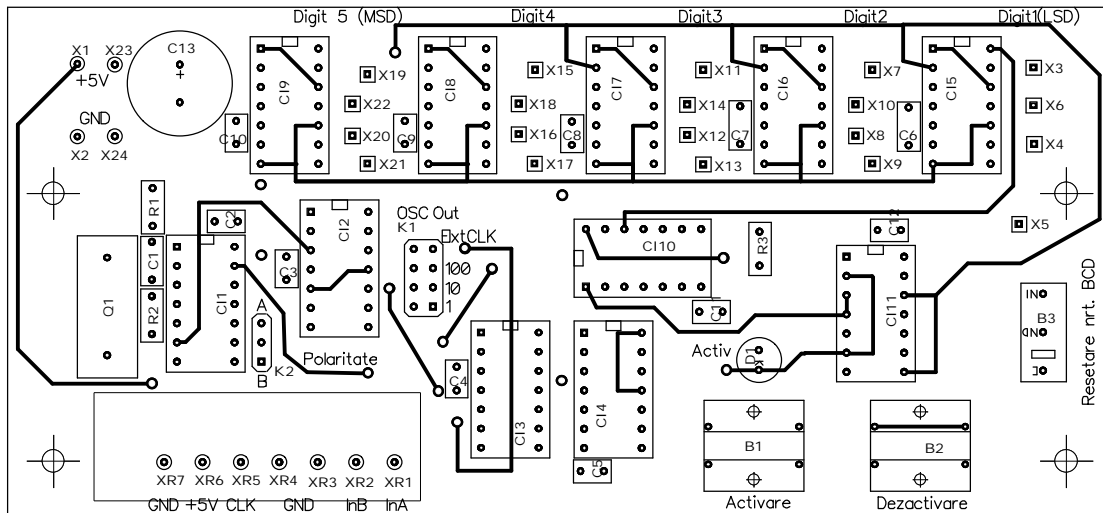 Digit 5 (MSD) Digit4 Digit3 Digit2 Digit1(LSD)
X1 X23 C13
+5V +
CI9 CI8 CI7 CI6 CI5
X19 X15 X11 X7 X3
X22 X18 X14 X10 X6
GND
C10 X20 C9 X16 C8 X12 C7 X8 C6 X4
X2 X24 X21 X17 X13 X9
R1 C2 CI2 OSC Out
K1
ExtCLK
100
10
1
CI10 R3 C12 X5
Q1 C1 R2 CI1 C3
A
K2
B
Polaritate
C4 CI3 CI4 C5
Activ D1 CI11
IN
B3
Resetare nrt. BCD
B1 B2
Activare Dezactivare
XR7 XR6 XR5 XR4 XR3 XR2 XR1
GND +5V CLK GND InB InA